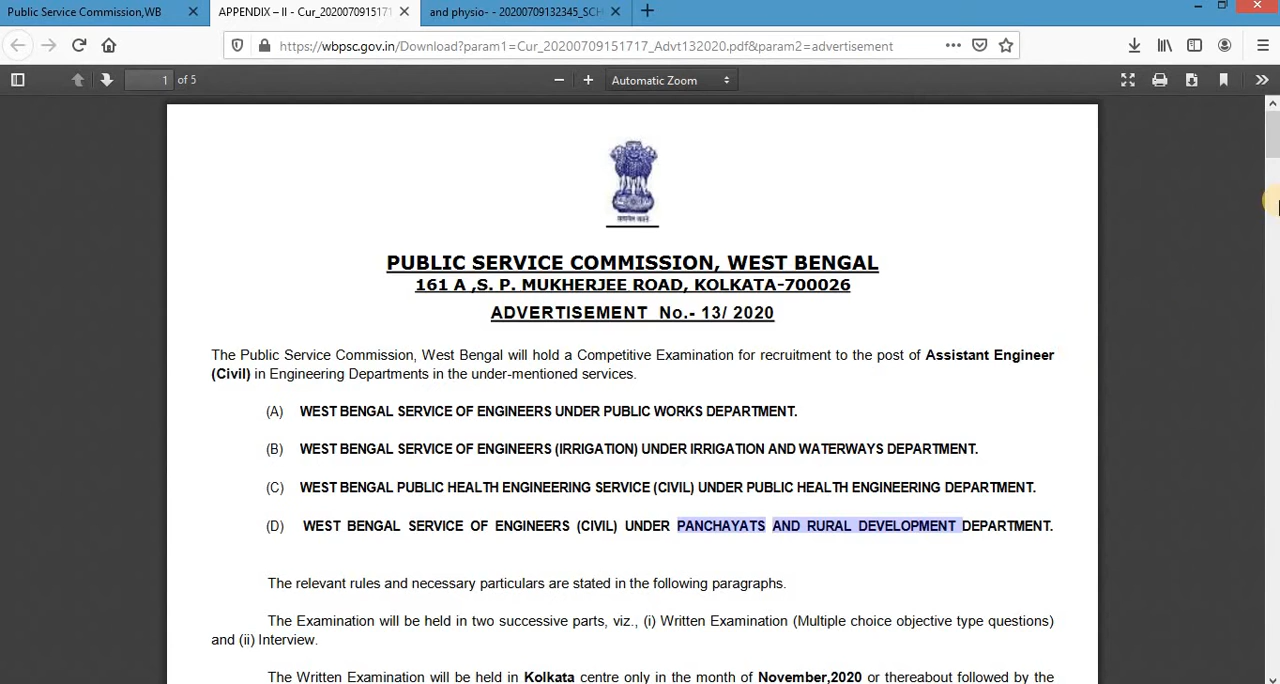 Public Service Commission,WB
APPENDIX – II - Cur_2020070915171
and physio- - 20200709132345_SCH
https://wbpsc.gov.in/Download?param1=Cur_20200709151717_Advt132020.pdf&param2=advertisement
1 of 5
Automatic Zoom
सत्यमेव जयते
PUBLIC SERVICE COMMISSION, WEST BENGAL
161 A ,S. P. MUKHERJEE ROAD, KOLKATA-700026
ADVERTISEMENT No.- 13/ 2020
The Public Service Commission, West Bengal will hold a Competitive Examination for recruitment to the post of Assistant Engineer
(Civil) in Engineering Departments in the under-mentioned services.
(A) WEST BENGAL SERVICE OF ENGINEERS UNDER PUBLIC WORKS DEPARTMENT.
(B) WEST BENGAL SERVICE OF ENGINEERS (IRRIGATION) UNDER IRRIGATION AND WATERWAYS DEPARTMENT.
(C) WEST BENGAL PUBLIC HEALTH ENGINEERING SERVICE (CIVIL) UNDER PUBLIC HEALTH ENGINEERING DEPARTMENT.
(D) WEST BENGAL SERVICE OF ENGINEERS (CIVIL) UNDER PANCHAYATS AND RURAL DEVELOPMENT DEPARTMENT.
The relevant rules and necessary particulars are stated in the following paragraphs.
The Examination will be held in two successive parts, viz., (i) Written Examination (Multiple choice objective type questions)
and (ii) Interview.
The Written Examination will be held in Kolkata centre only in the month of November,2020 or thereabout followed by the